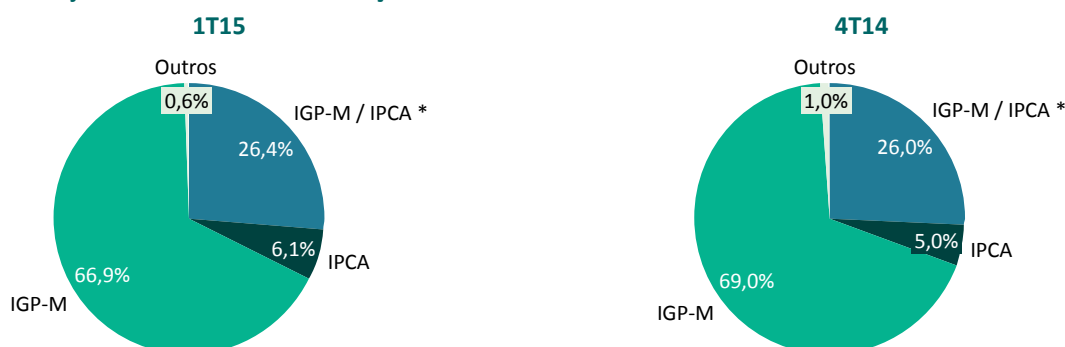 1T15
Outros
0,6%
IGP-M / IPCA *
26,4%
6,1%
IPCA
66,9%
IGP-M
4T14
Outros
1,0%
IGP-M / IPCA *
26,0%
5,0%
IPCA
69,0%
IGP-M